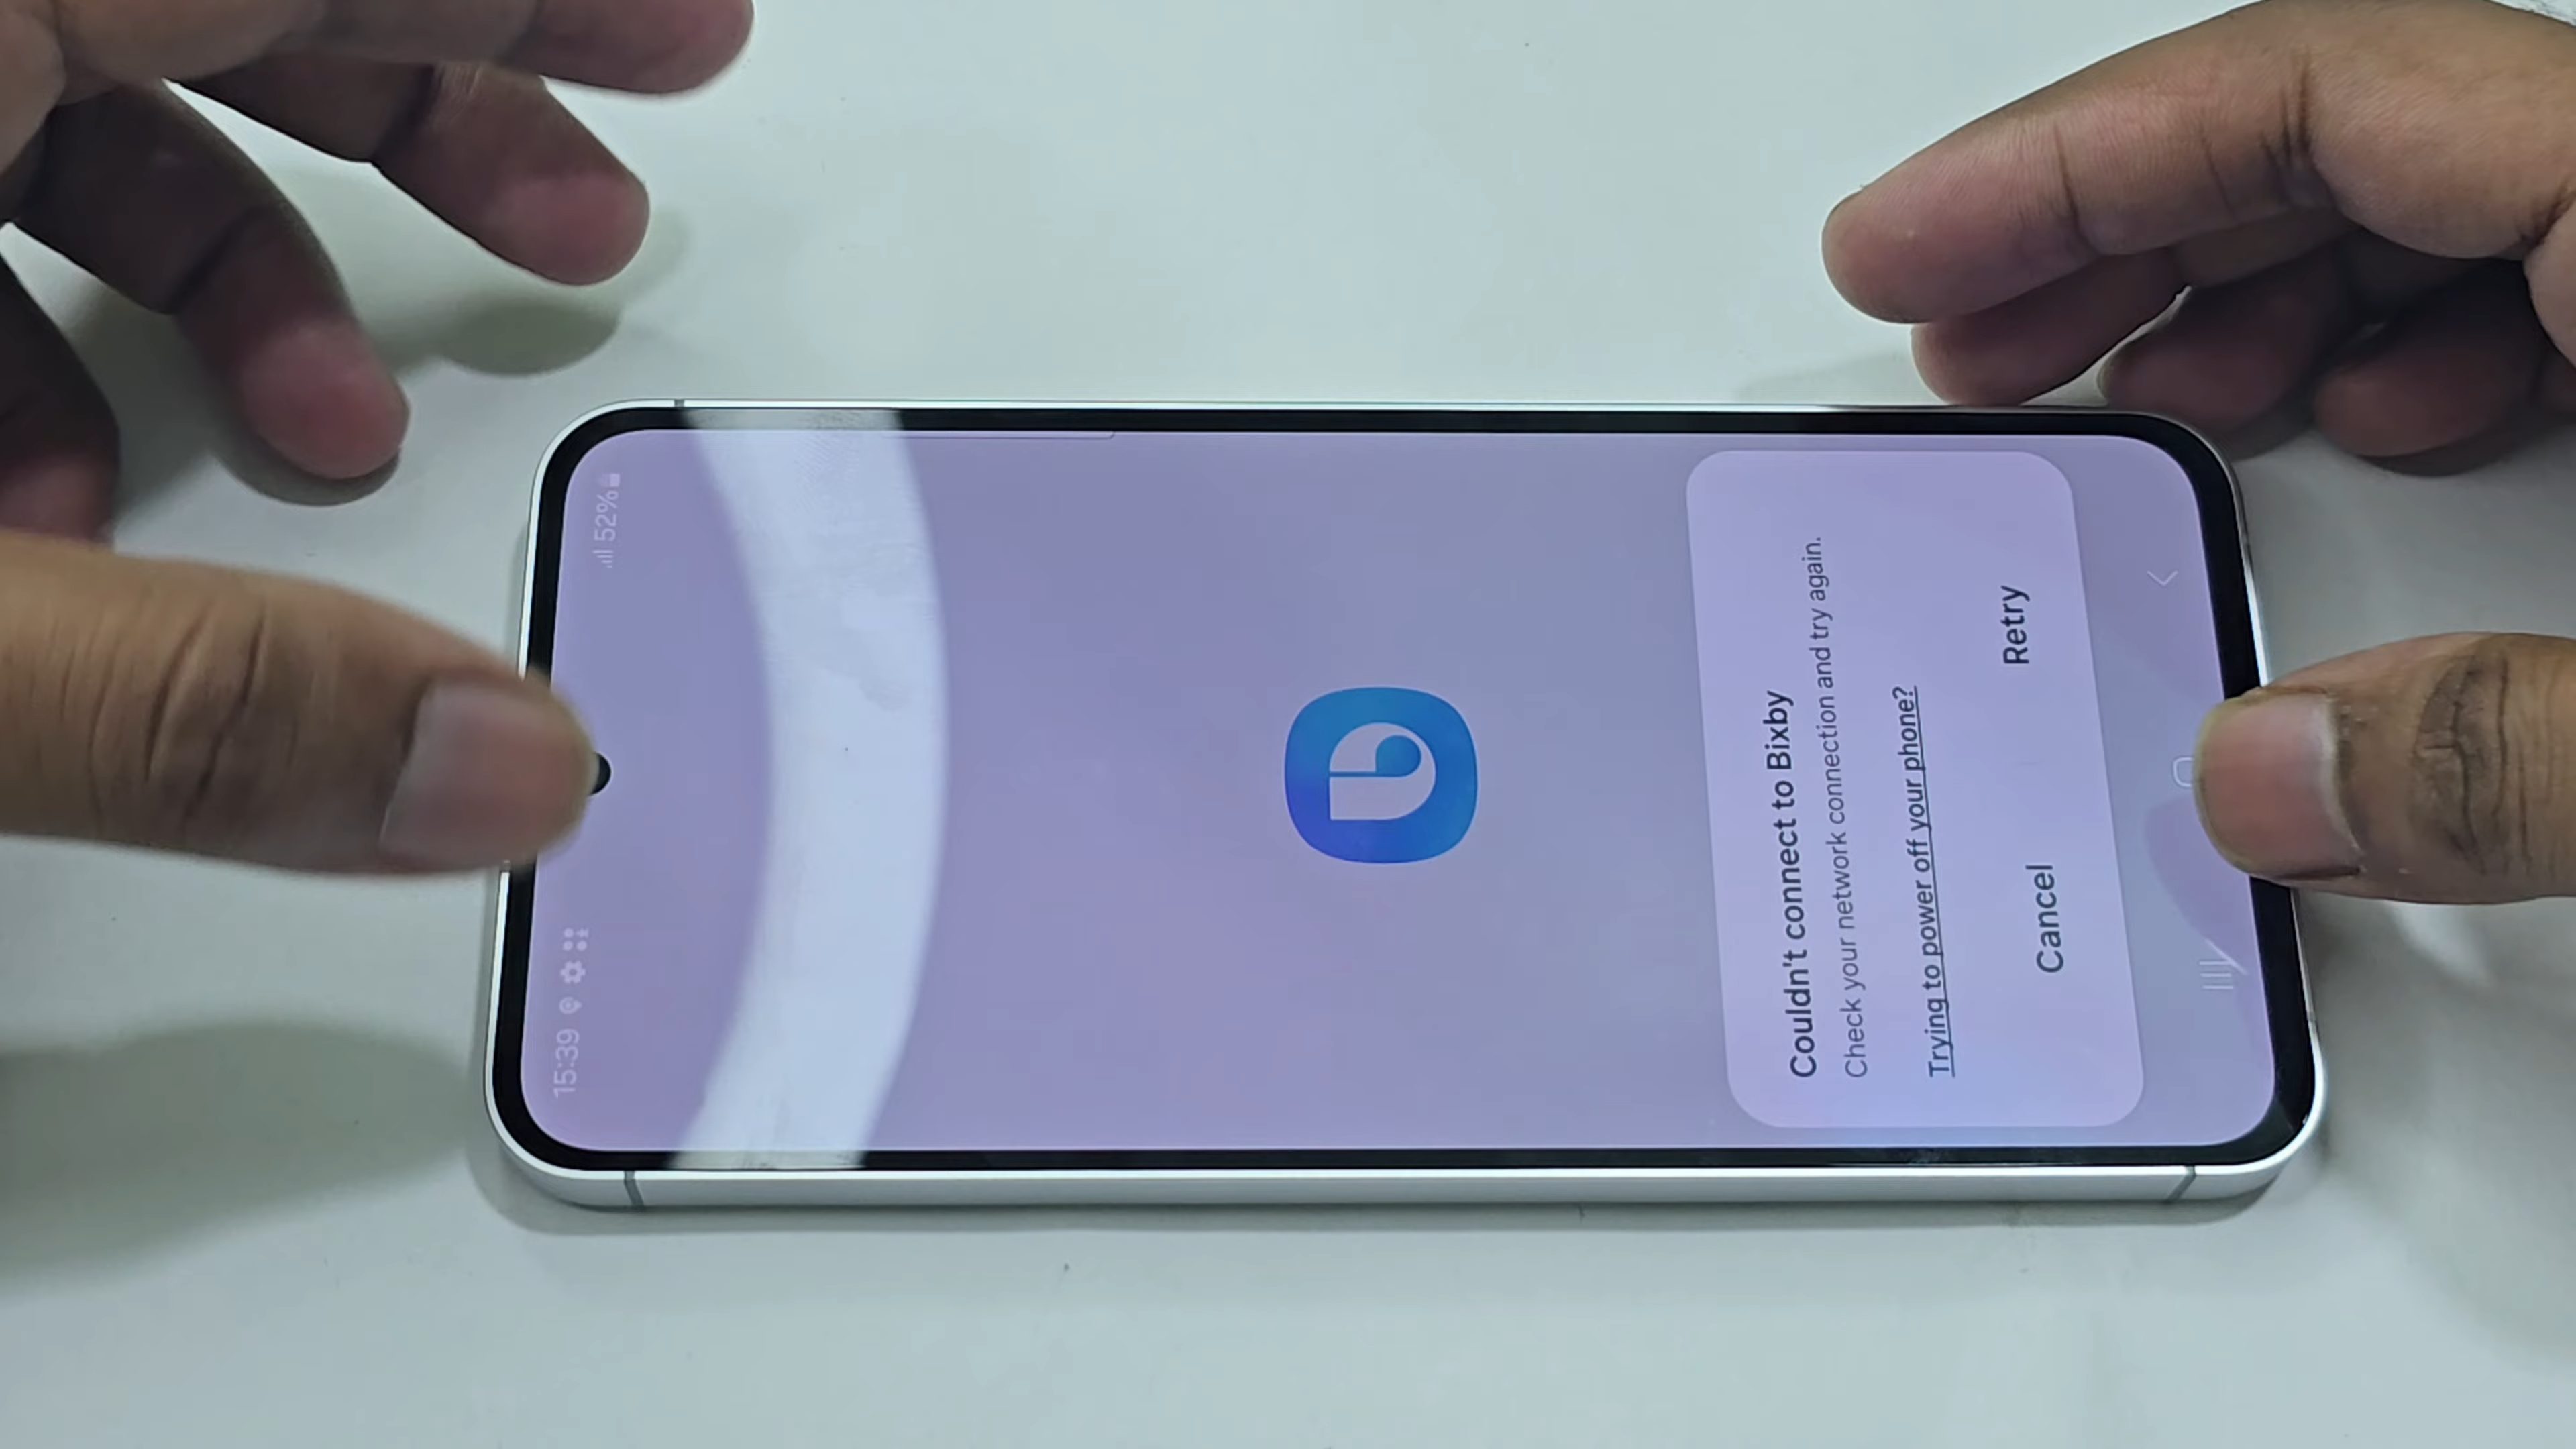 15:39
52%
Couldn't connect to Bixby
Check your network connection and try again.
Trying to power off your phone?
Cancel Retry